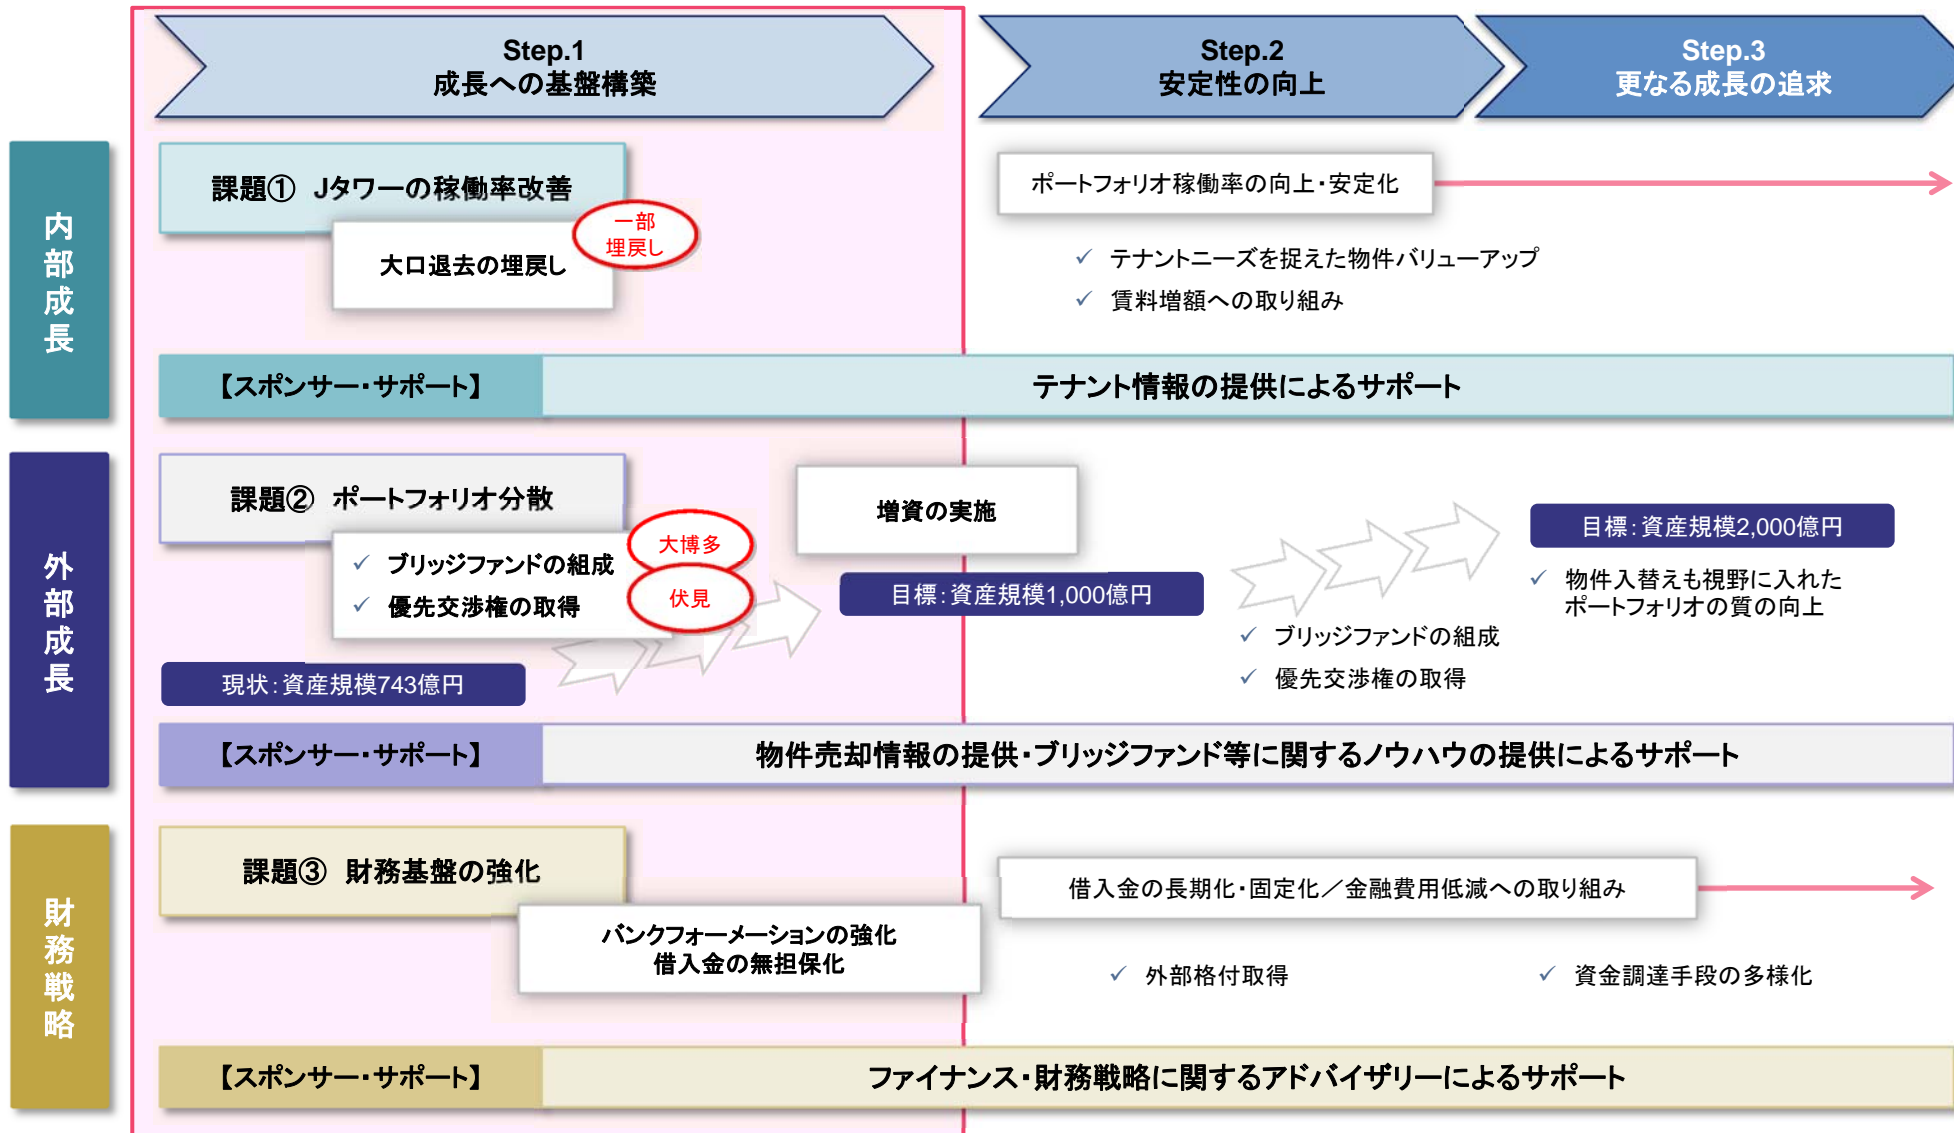 Step.1
成長への基盤構築
Step.2
安定性の向上
Step.3
更なる成長の追求
内部成長
課題① Jタワーの稼働率改善
一部
埋戻し
大口退去の埋戻し
ポートフォリオ稼働率の向上・安定化
✓ テナントニーズを捉えた物件バリューアップ
✓ 賃料増額への取り組み
【スポンサー・サポート】
テナント情報の提供によるサポート
外部成長
課題② ポートフォリオ分散
✓ ブリッジファンドの組成
✓ 優先交渉権の取得
大博多
伏見
増資の実施
現状：資産規模743億円
目標：資産規模1,000億円
✓ ブリッジファンドの組成
✓ 優先交渉権の取得
目標：資産規模2,000億円
✓ 物件入替えも視野に入れた
ポートフォリオの質の向上
【スポンサー・サポート】
物件売却情報の提供・ブリッジファンド等に関するノウハウの提供によるサポート
財務戦略
課題③ 財務基盤の強化
バンクフォーメーションの強化
借入金の無担保化
借入金の長期化・固定化／金融費用低減への取り組み
✓ 外部格付取得
✓ 資金調達手段の多様化
【スポンサー・サポート】
ファイナンス・財務戦略に関するアドバイザリーによるサポート